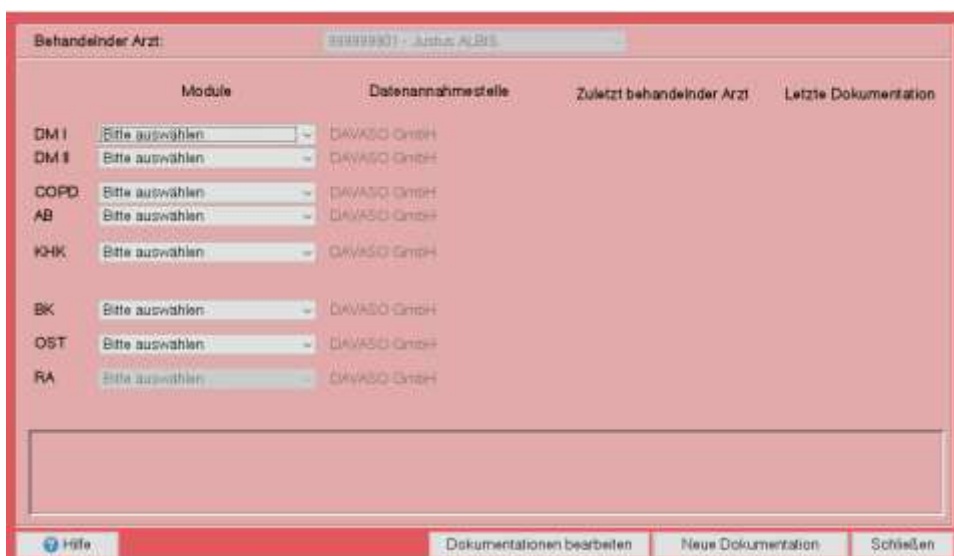 Behandelnder Arzt: 999999901 - Justus ALBIS
Module Datenannahmestelle Zuletzt behandelnder Arzt Letzte Dokumentation
DM I Bitte auswählen DAVASO GmbH
DM II Bitte auswählen DAVASO GmbH
COPD Bitte auswählen DAVASO GmbH
AB Bitte auswählen DAVASO GmbH
KHK Bitte auswählen DAVASO GmbH
BK Bitte auswählen DAVASO GmbH
OST Bitte auswählen DAVASO GmbH
RA Bitte auswählen DAVASO GmbH
Hilfe Dokumentationen bearbeiten Neue Dokumentation Schließen